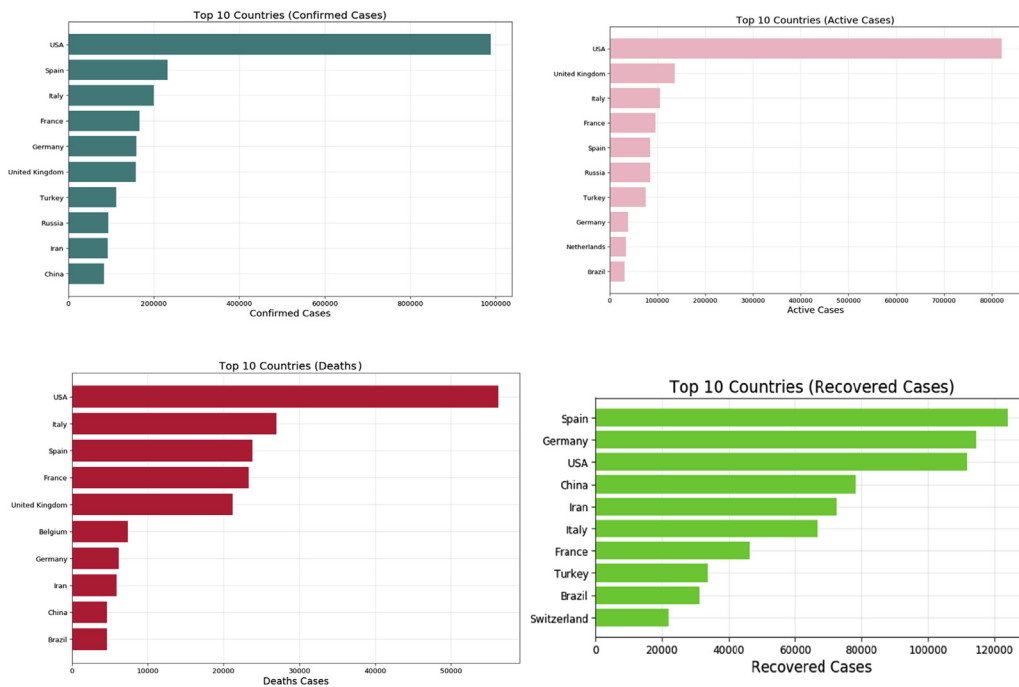 Top 10 Countries (Confirmed Cases)
USA
Spain
Italy
France
Germany
United Kingdom
Turkey
Russia
Iran
China
0 200000 400000 600000 800000 1000000
Confirmed Cases
Top 10 Countries (Active Cases)
USA
United Kingdom
Italy
France
Spain
Russia
Turkey
Germany
Netherlands
Brazil
0 100000 200000 300000 400000 500000 600000 700000 800000
Active Cases
Top 10 Countries (Deaths)
USA
Italy
Spain
France
United Kingdom
Belgium
Germany
Iran
China
Brazil
0 10000 20000 30000 40000 50000
Deaths Cases
Top 10 Countries (Recovered Cases)
Spain
Germany
USA
China
Iran
Italy
France
Turkey
Brazil
Switzerland
0 20000 40000 60000 80000 100000 120000
Recovered Cases